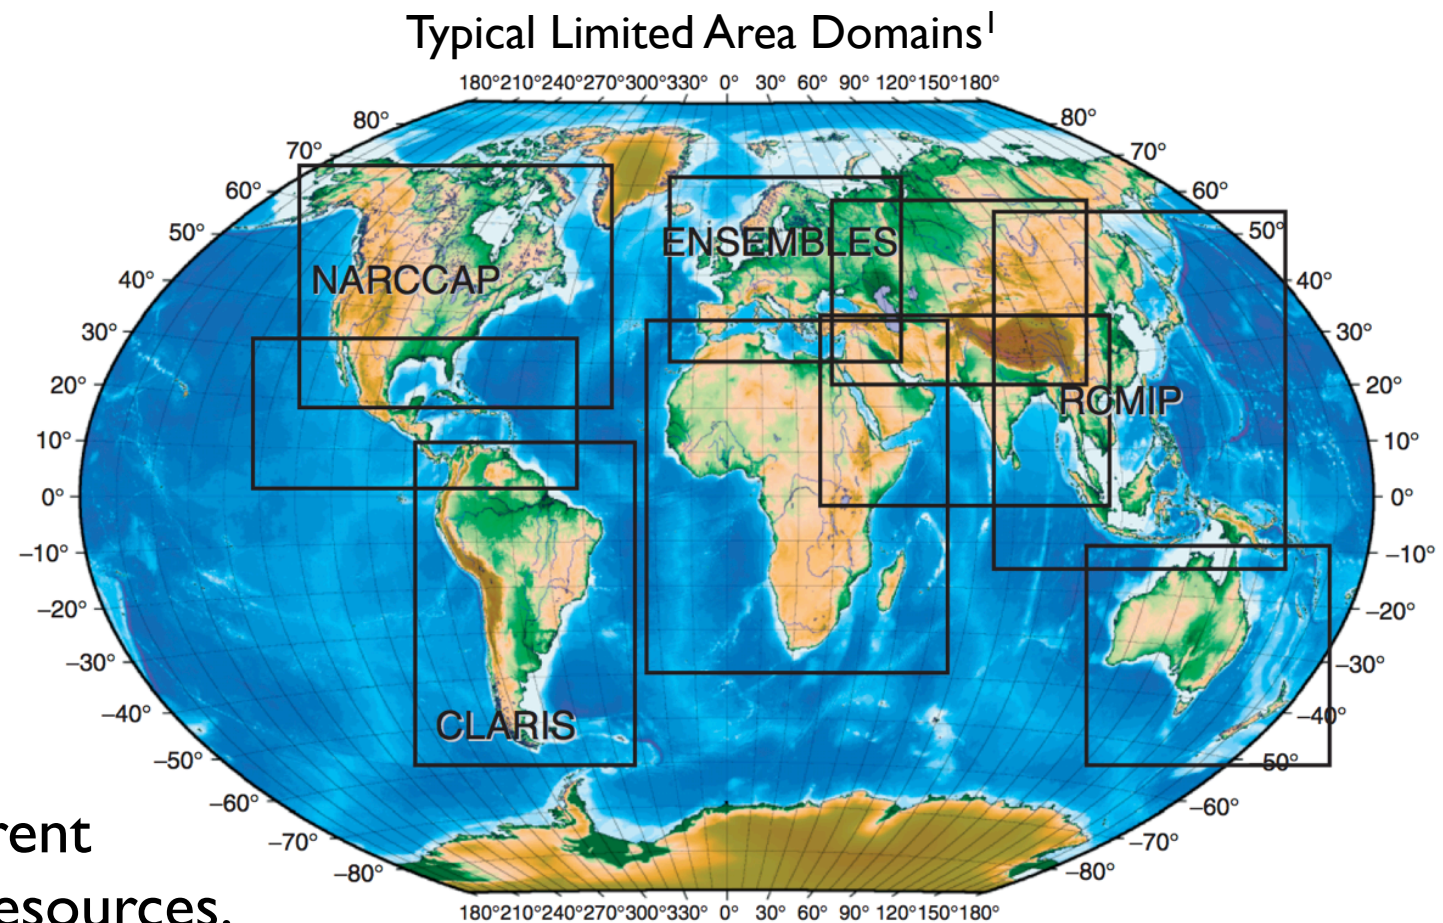 Typical Limited Area Domains¹
180°210°240°270°300°330° 0° 30° 60° 90° 120°150°180°
80° 80°
70° 70°
60° 60°
50° 50°
40° 40°
30° 30°
20° 20°
10° 10°
0° 0°
–10° –10°
–20° –20°
–30° –30°
–40° –40°
–50° –50°
–60° –60°
–70° –70°
–80° –80°
180°210°240°270°300°330° 0° 30° 60° 90° 120°150°180°
ENSEMBLES
NARCCAP
RCMIP
CLARIS
rent
esources.